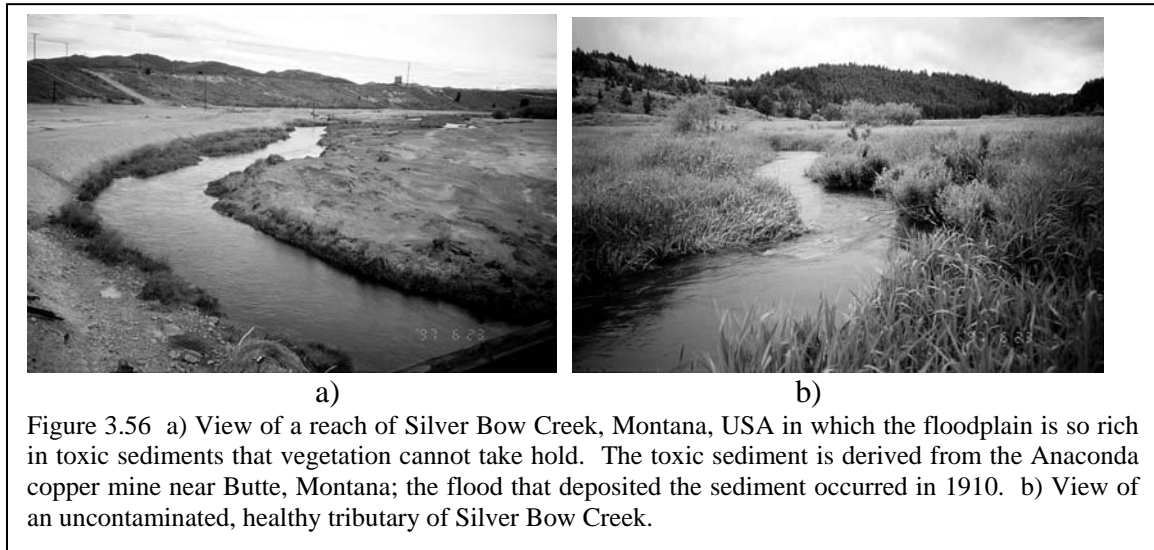 '97 6 23
a)
b)
Figure 3.56 a) View of a reach of Silver Bow Creek, Montana, USA in which the floodplain is so rich
in toxic sediments that vegetation cannot take hold. The toxic sediment is derived from the Anaconda
copper mine near Butte, Montana; the flood that deposited the sediment occurred in 1910. b) View of
an uncontaminated, healthy tributary of Silver Bow Creek.